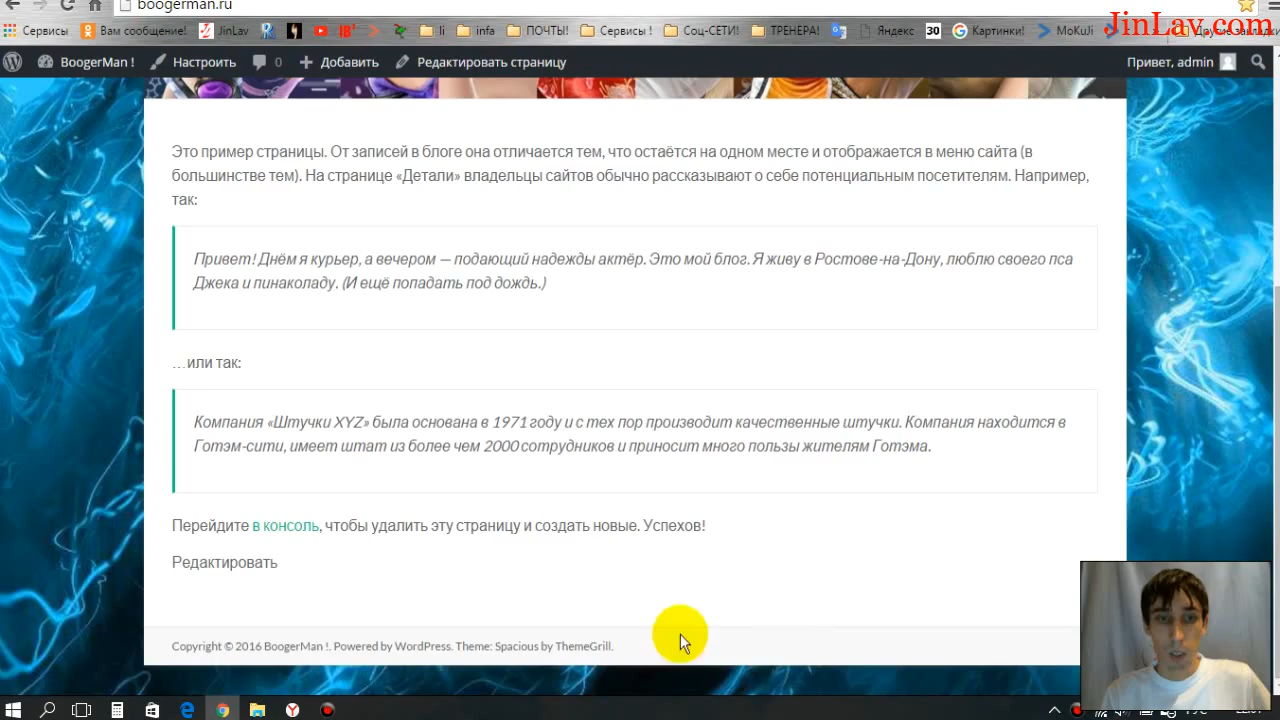 boogerman.ru
JinLav.com
Сервисы Вам сообщение! JinLav IB li infa ПОЧТЫ! Сервисы ! Соц-СЕТИ! ТРЕНЕРА! Яндекс 30 Картинки! MoKuJi Другие закладки
BoogerMan ! Настроить 0 Добавить Редактировать страницу Привет, admin
Это пример страницы. От записей в блоге она отличается тем, что остаётся на одном месте и отображается в меню сайта (в
большинстве тем). На странице «Детали» владельцы сайтов обычно рассказывают о себе потенциальным посетителям. Например,
так:
Привет! Днём я курьер, а вечером — подающий надежды актёр. Это мой блог. Я живу в Ростове-на-Дону, люблю своего пса
Джека и пинаколаду. (И ещё попадать под дождь.)
…или так:
Компания «Штучки XYZ» была основана в 1971 году и с тех пор производит качественные штучки. Компания находится в
Готэм-сити, имеет штат из более чем 2000 сотрудников и приносит много пользы жителям Готэма.
Перейдите в консоль, чтобы удалить эту страницу и создать новые. Успехов!
Редактировать
Copyright © 2016 BoogerMan !. Powered by WordPress. Theme: Spacious by ThemeGrill.